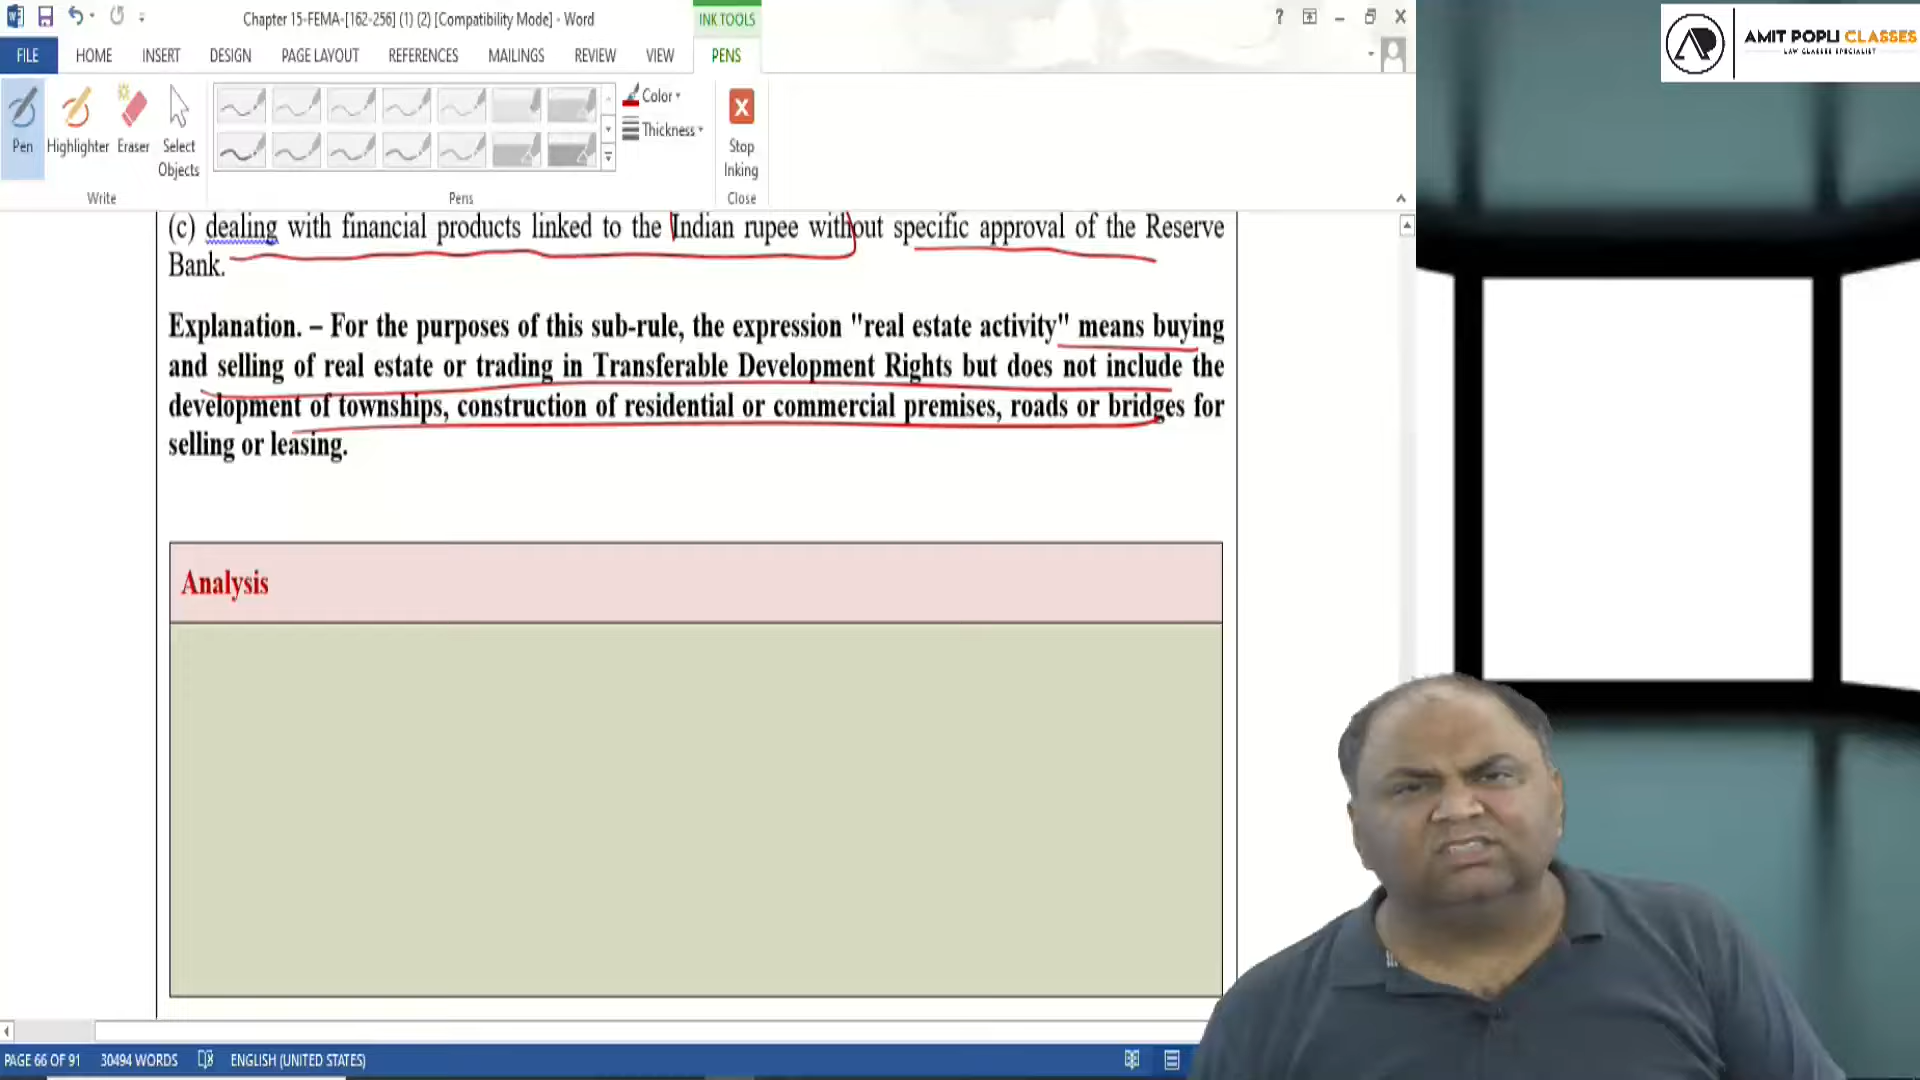 Chapter 15-FEMA-[162-256] (1) (2) [Compatibility Mode] - Word
INK TOOLS
?
FILE
HOME
INSERT
DESIGN
PAGE LAYOUT
REFERENCES
MAILINGS
REVIEW
VIEW
PENS
Pen
Highlighter
Eraser
Select
Objects
Color
Thickness
Stop
Inking
Write
Pens
Close
(c) dealing with financial products linked to the Indian rupee without specific approval of the Reserve
Bank.
Explanation. – For the purposes of this sub-rule, the expression "real estate activity" means buying
and selling of real estate or trading in Transferable Development Rights but does not include the
development of townships, construction of residential or commercial premises, roads or bridges for
selling or leasing.
Analysis
PAGE 66 OF 91
30494 WORDS
ENGLISH (UNITED STATES)
AMIT POPLI CLASSES
LAW CLASSES SPECIALIST